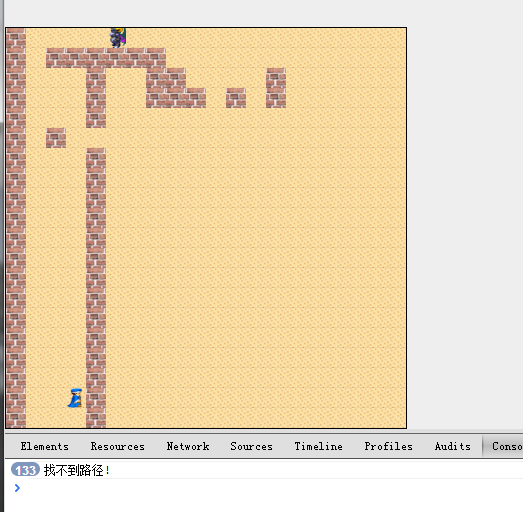 Elements Resources Network Sources Timeline Profiles Audits Conso
133 找不到路径!